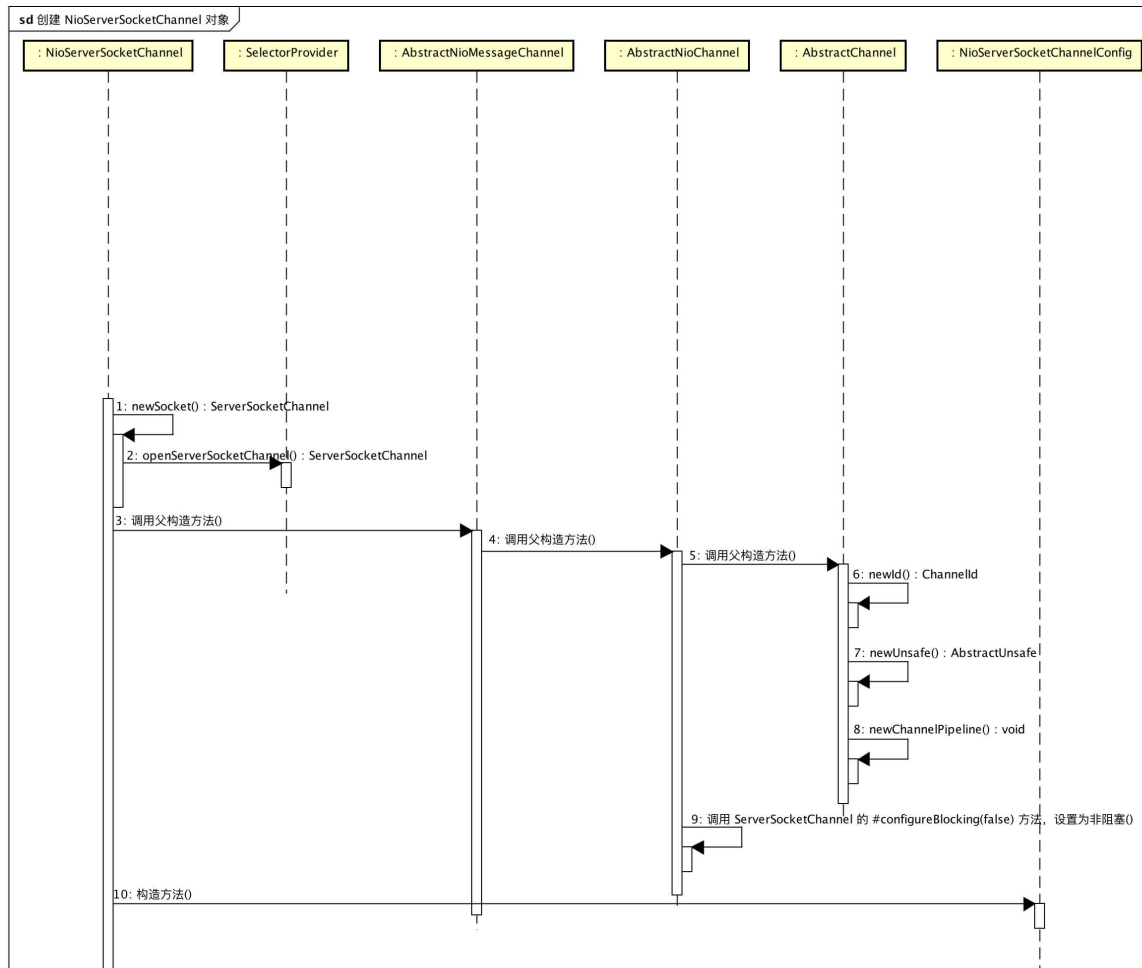 sd 创建 NioServerSocketChannel 对象
: NioServerSocketChannel
: SelectorProvider
: AbstractNioMessageChannel
: AbstractNioChannel
: AbstractChannel
: NioServerSocketChannelConfig
1: newSocket() : ServerSocketChannel
2: openServerSocketChannel() : ServerSocketChannel
3: 调用父构造方法()
4: 调用父构造方法()
5: 调用父构造方法()
6: newId() : ChannelId
7: newUnsafe() : AbstractUnsafe
8: newChannelPipeline() : void
9: 调用 ServerSocketChannel 的 #configureBlocking(false) 方法，设置为非阻塞()
10: 构造方法()